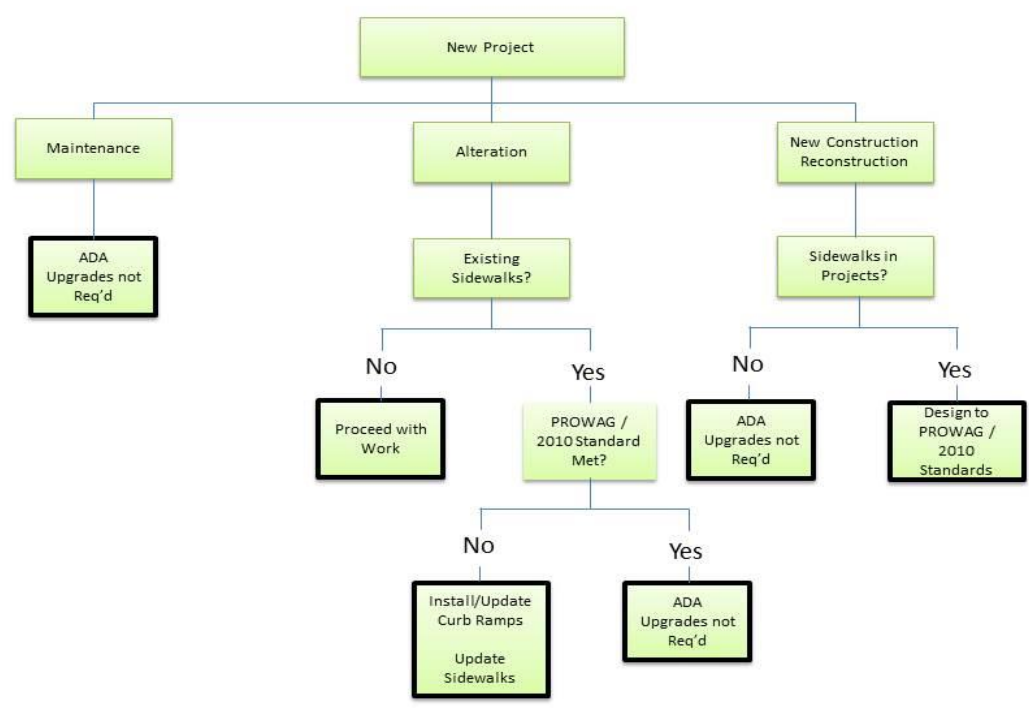 New Project
Maintenance
Alteration
New Construction
Reconstruction
ADA
Upgrades not
Req'd
Existing
Sidewalks?
Sidewalks in
Projects?
No
Yes
No
Yes
Proceed with
Work
PROWAG /
2010 Standard
Met?
ADA
Upgrades not
Req'd
Design to
PROWAG /
2010
Standards
No
Yes
Install/Update
Curb Ramps
Update
Sidewalks
ADA
Upgrades not
Req'd